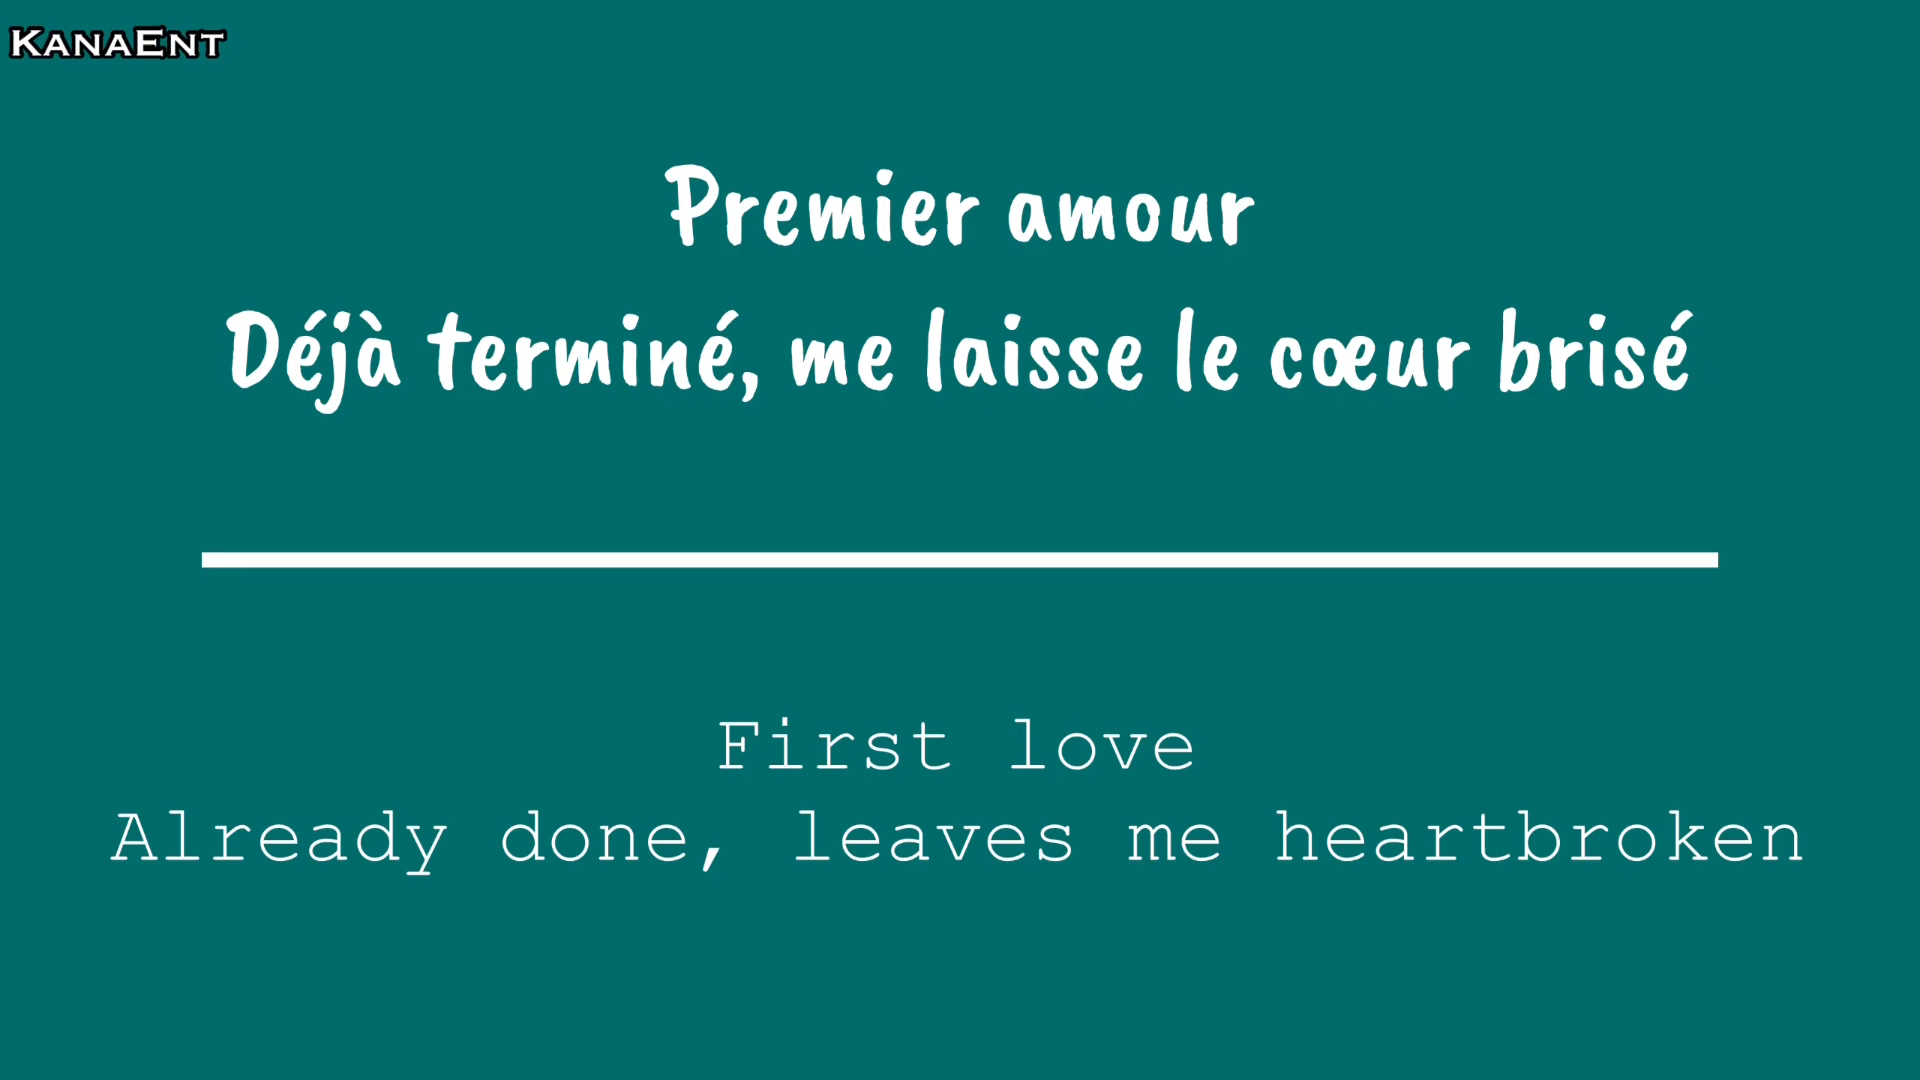 KanaEnt
Premier amour
Déjà terminé, me laisse le cœur brisé
First love
Already done, leaves me heartbroken